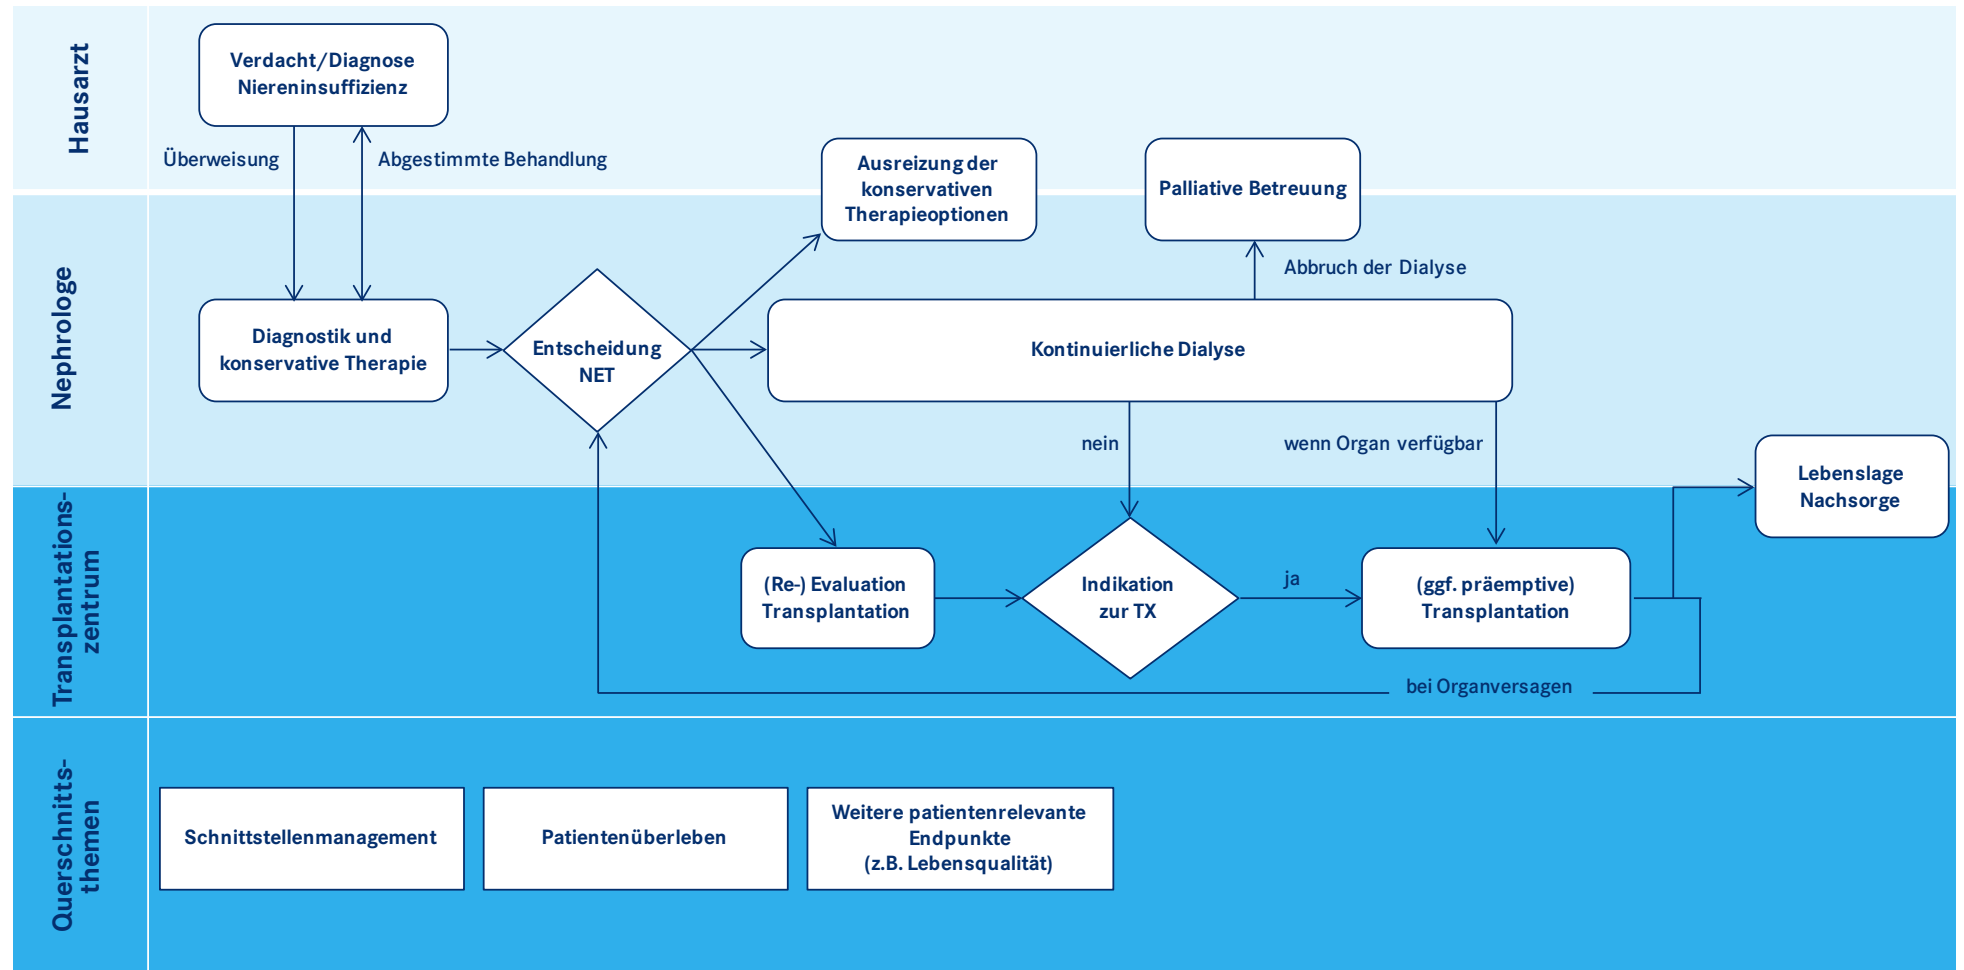 Hausarzt
Verdacht/Diagnose
Niereninsuffizienz
Überweisung
Abgestimmte Behandlung
Ausreizung der
konservativen
Therapieoptionen
Palliative Betreuung
Nephrologe
Diagnostik und
konservative Therapie
Entscheidung
NET
Abbruch der Dialyse
Kontinuierliche Dialyse
nein
wenn Organ verfügbar
Lebenslage
Nachsorge
Transplantations-
zentrum
(Re-) Evaluation
Transplantation
Indikation
zur TX
ja
(ggf. präemptive)
Transplantation
bei Organversagen
Querschnitts-
themen
Schnittstellenmanagement
Patientenüberleben
Weitere patientenrelevante
Endpunkte
(z.B. Lebensqualität)